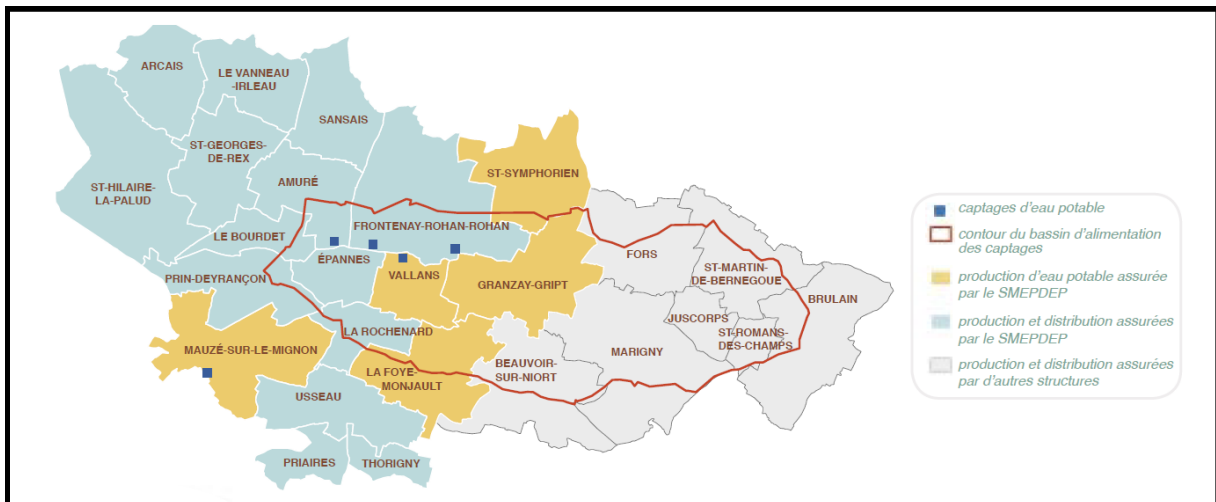 ARCAIS
LE VANNEAU
-IRLEAU
SANSAIS
ST-GEORGES-
DE-REX
ST-SYMPHORIEN
AMURÉ
ST-HILAIRE-
LA-PALUD
LE BOURDET
FRONTENAY-ROHAN-ROHAN
ÉPANNES
FORS
PRIN-DEYRANÇON
VALLANS
GRANZAY-GRIPT
ST-MARTIN-
DE-BERNEGOUE
BRULAIN
JUSCORPS
LA ROCHENARD
ST-ROMANS-
DES-CHAMPS
MAUZÉ-SUR-LE-MIGNON
MARIGNY
BEAUVOIR-
SUR-NIORT
LA FOYE-
MONJAULT
USSEAU
PRIAIRES
THORIGNY
captages d'eau potable
contour du bassin d'alimentation
des captages
production d'eau potable assurée
par le SMEPDEP
production et distribution assurées
par le SMEPDEP
production et distribution assurées
par d'autres structures